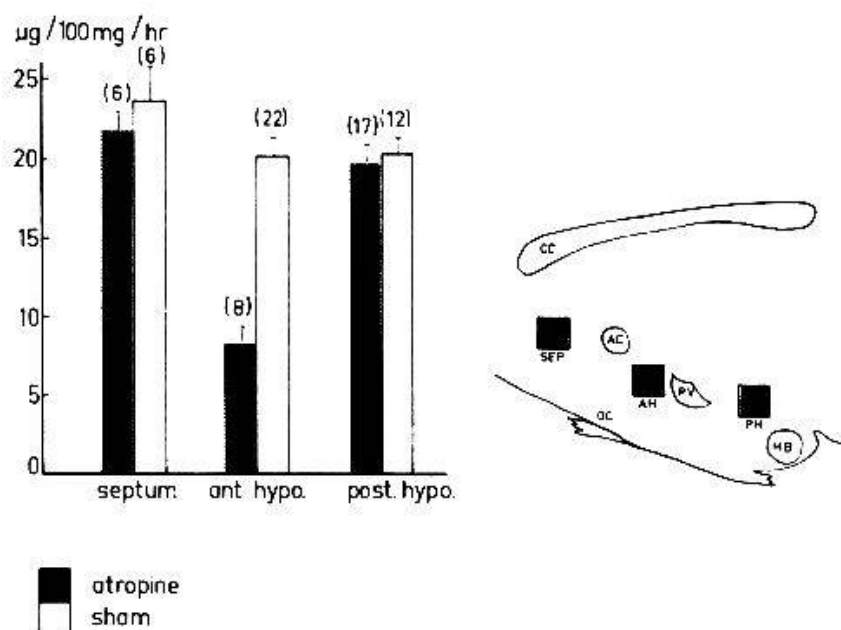 µg/100mg/hr
(6)
(6)
(22)
(17)
(12)
(8)
25
20
15
10
5
0
septum
ant hypo.
post. hypo.
atropine
sham
CC
AC
SEP
AH
PV
OC
PH
MB